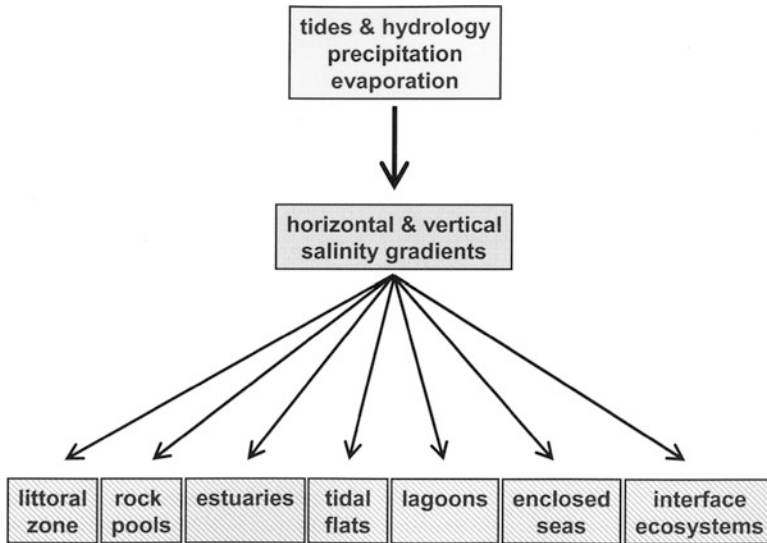 tides & hydrology
precipitation
evaporation
horizontal & vertical
salinity gradients
littoral
zone
rock
pools
estuaries
tidal
flats
lagoons
enclosed
seas
interface
ecosystems